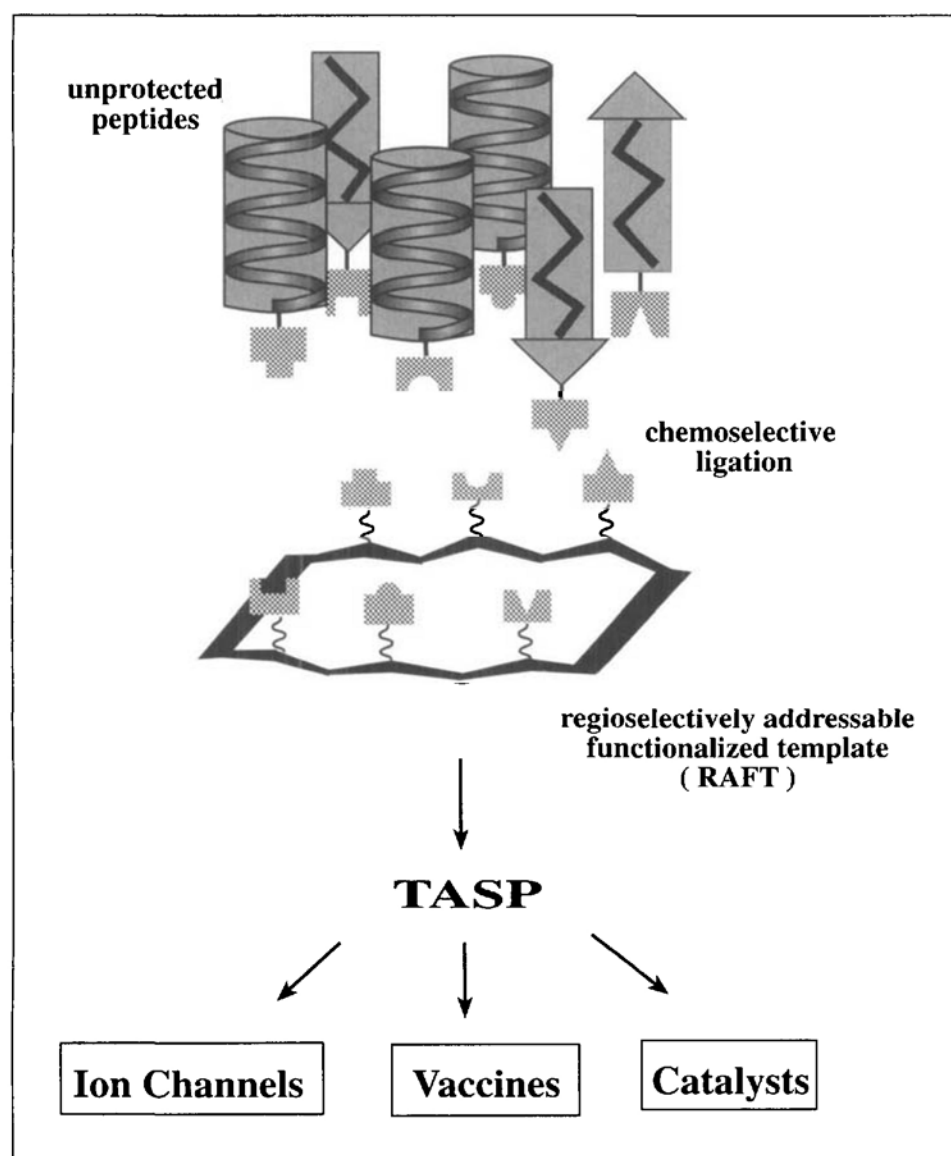 unprotected
peptides
chemoselective
ligation
regioselectively addressable
functionalized template
( RAFT )
TASP
Ion Channels
Vaccines
Catalysts